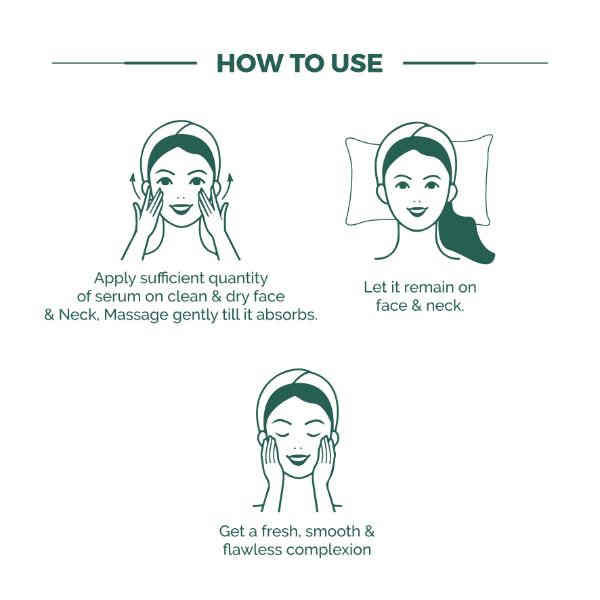 HOW TO USE
Apply sufficient quantity
of serum on clean & dry face
& Neck, Massage gently till it absorbs.
Let it remain on
face & neck.
Get a fresh, smooth &
flawless complexion